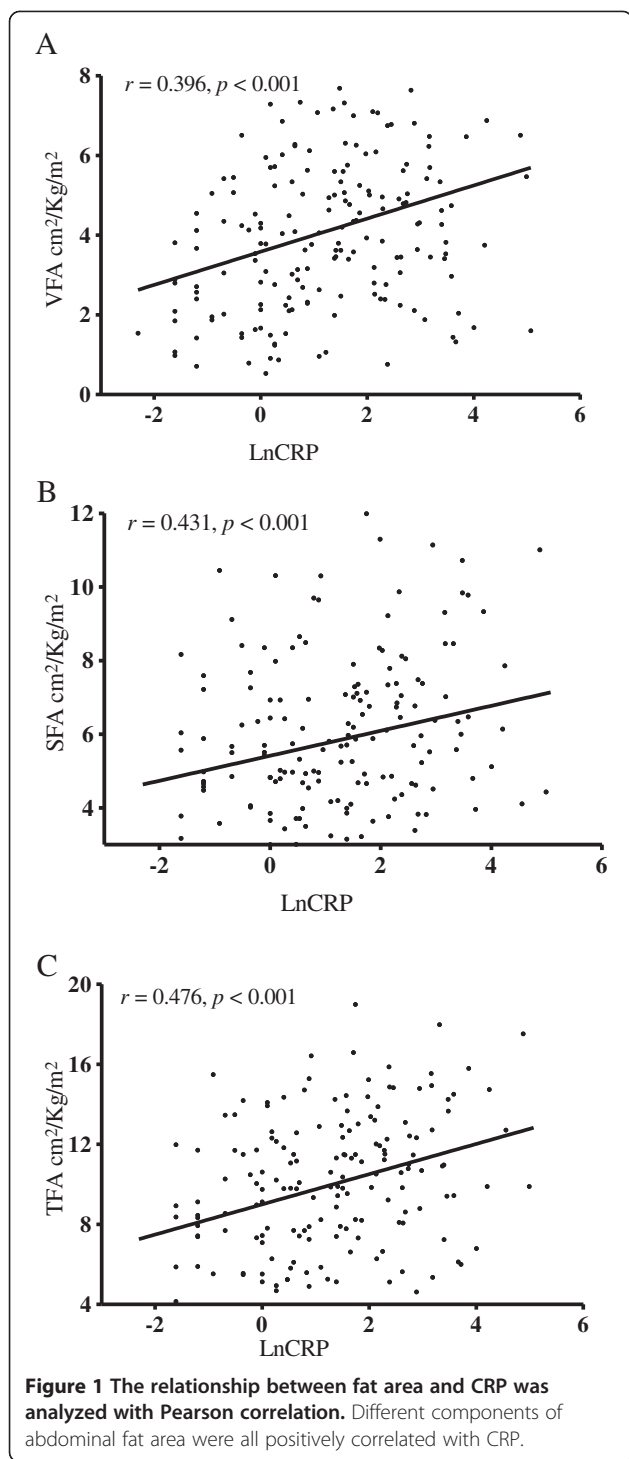 A
r = 0.396, p < 0.001
8
6
4
2
0
VFA cm²/Kg/m²
-2 0 2 4 6
LnCRP
B
r = 0.431, p < 0.001
12
10
8
6
4
SFA cm²/Kg/m²
-2 0 2 4 6
LnCRP
C
r = 0.476, p < 0.001
20
16
12
8
4
TFA cm²/Kg/m²
-2 0 2 4 6
LnCRP
Figure 1 The relationship between fat area and CRP was
analyzed with Pearson correlation. Different components of
abdominal fat area were all positively correlated with CRP.